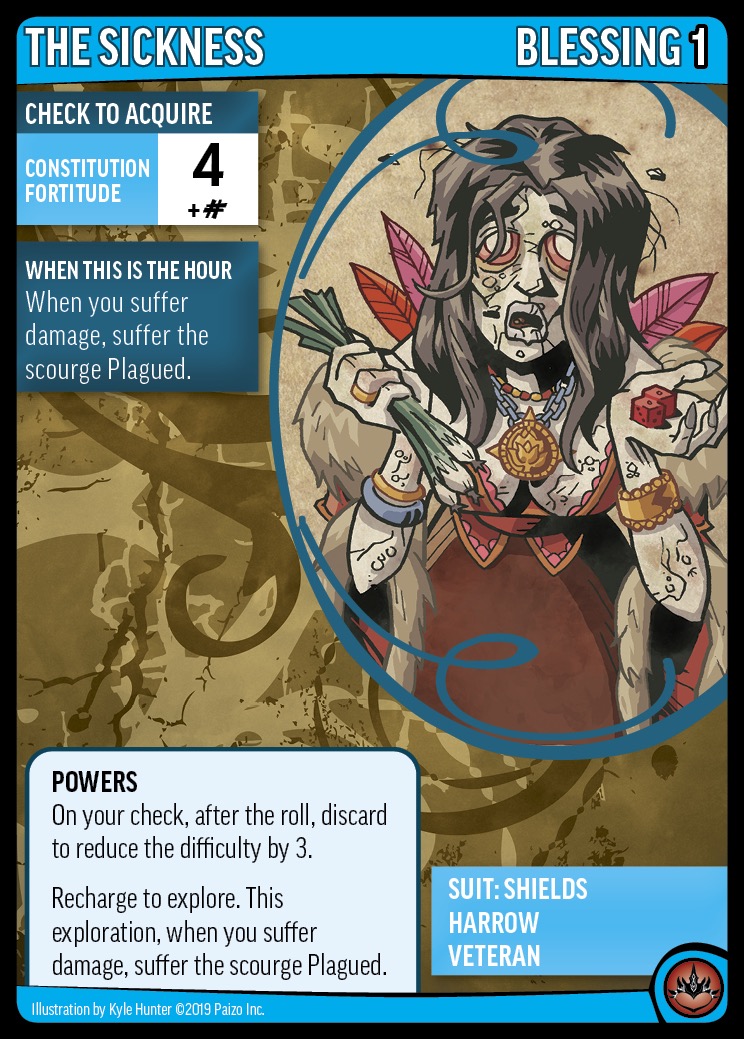 THE SICKNESS
BLESSING 1
CHECK TO ACQUIRE
CONSTITUTION
FORTITUDE
4
+#
WHEN THIS IS THE HOUR
When you suffer
damage, suffer the
scourge Plagued.
POWERS
On your check, after the roll, discard
to reduce the difficulty by 3.
Recharge to explore. This
exploration, when you suffer
damage, suffer the scourge Plagued.
SUIT: SHIELDS
HARROW
VETERAN
Illustration by Kyle Hunter ©2019 Paizo Inc.